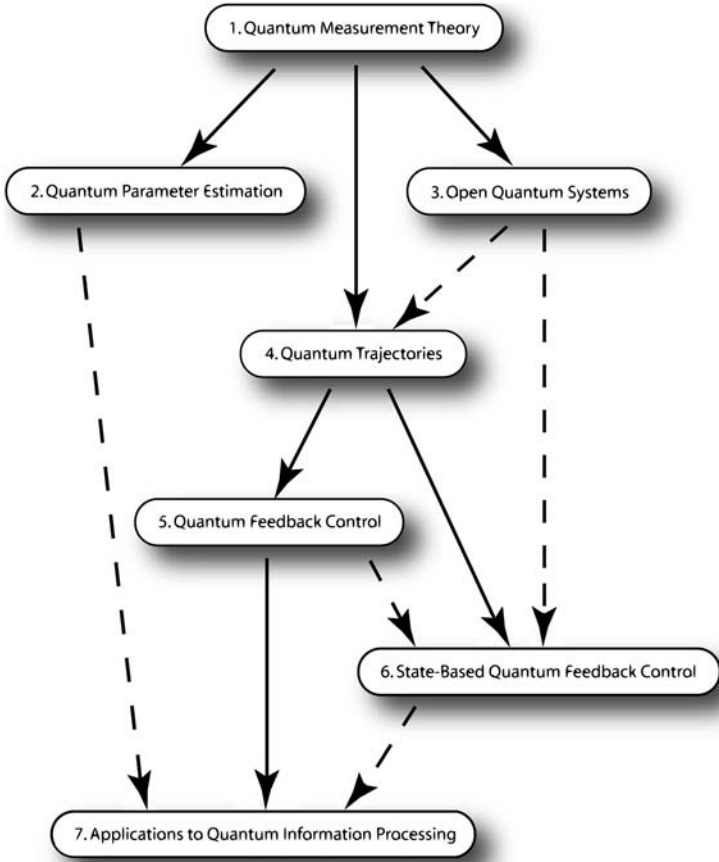 1. Quantum Measurement Theory
2. Quantum Parameter Estimation
3. Open Quantum Systems
4. Quantum Trajectories
5. Quantum Feedback Control
6. State-Based Quantum Feedback Control
7. Applications to Quantum Information Processing